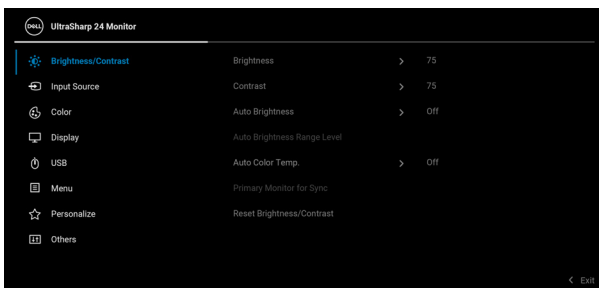 DELL UltraSharp 24 Monitor
Brightness/Contrast Brightness > 75
Input Source Contrast > 75
Color Auto Brightness > Off
Display Auto Brightness Range Level
USB Auto Color Temp. > Off
Menu Primary Monitor for Sync
Personalize Reset Brightness/Contrast
Others
< Exit